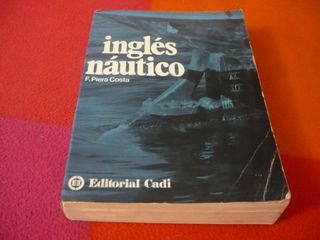 inglés
náutico
F. Piera Costa
Editorial Cadí